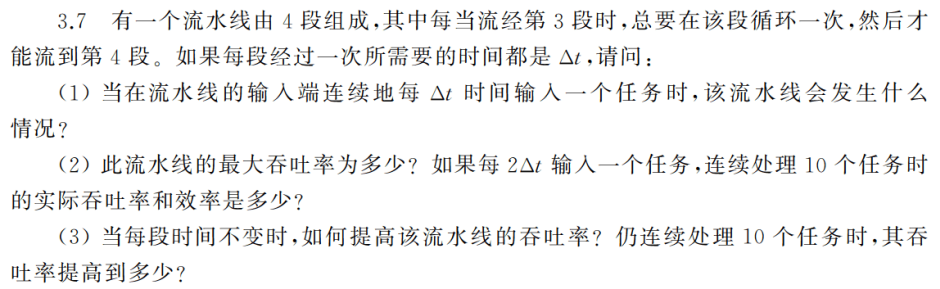 3.7 有一个流水线由 4 段组成,其中每当流经第 3 段时,总要在该段循环一次,然后才
能流到第 4 段。如果每段经过一次所需要的时间都是 Δt,请问:
(1) 当在流水线的输入端连续地每 Δt 时间输入一个任务时,该流水线会发生什么
情况?
(2) 此流水线的最大吞吐率为多少? 如果每 2Δt 输入一个任务,连续处理 10 个任务时
的实际吞吐率和效率是多少?
(3) 当每段时间不变时,如何提高该流水线的吞吐率? 仍连续处理 10 个任务时,其吞
吐率提高到多少?